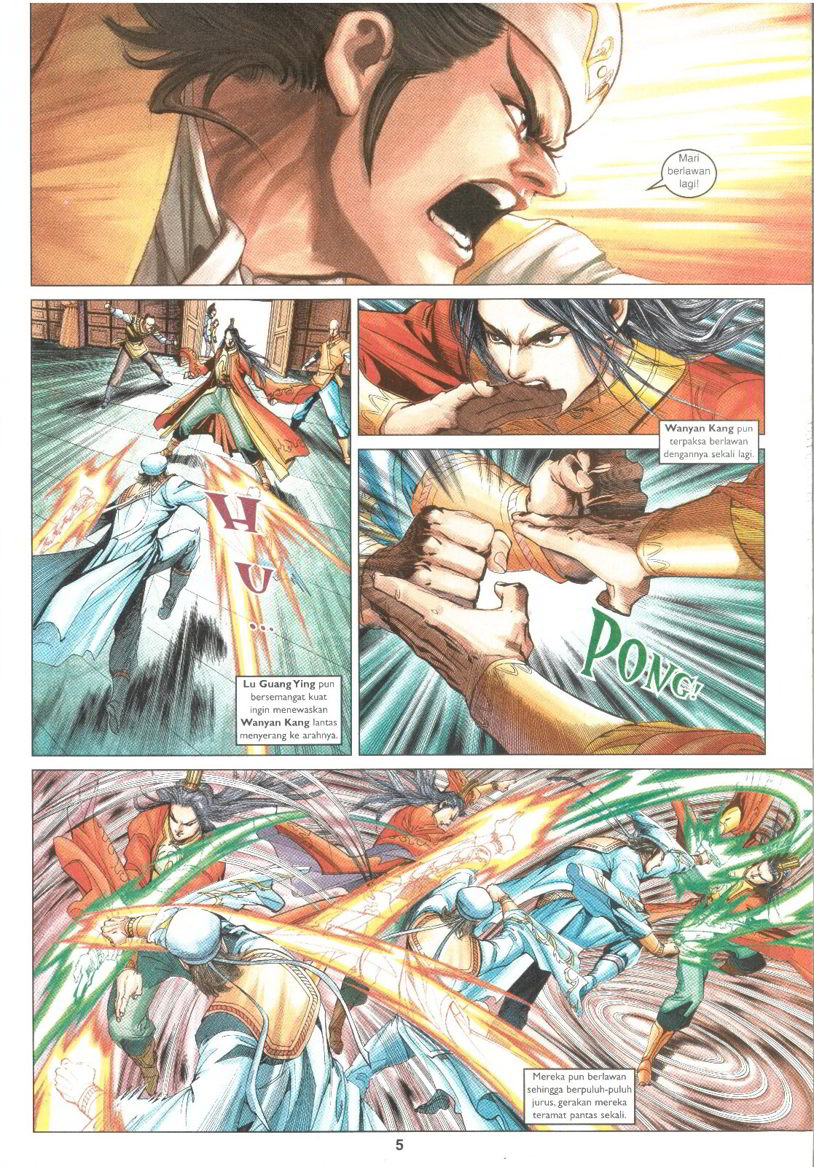 Mari
berlawan
lagi!
H
U
...
Lu Guang Ying pun
bersemangat kuat
ingin menewaskan
Wanyan Kang lantas
menyerang ke arahnya.
Wanyan Kang pun
terpaksa berlawan
dengannya sekali lagi.
PONG!
Mereka pun berlawan
sehingga berpuluh-puluh
jurus, gerakan mereka
teramat pantas sekali.
5